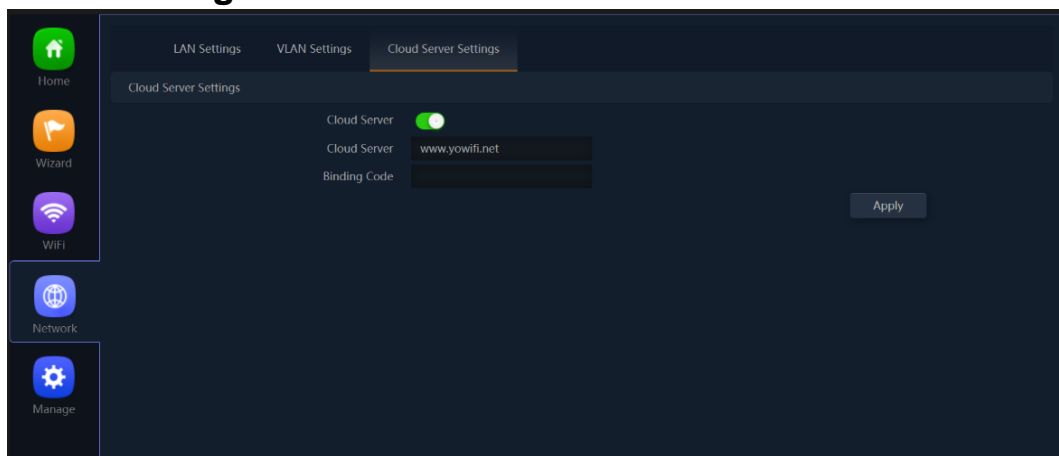 LAN Settings VLAN Settings Cloud Server Settings
Home
Cloud Server Settings
Cloud Server
Cloud Server www.yowifi.net
Wizard
Binding Code
Apply
WiFi
Network
Manage